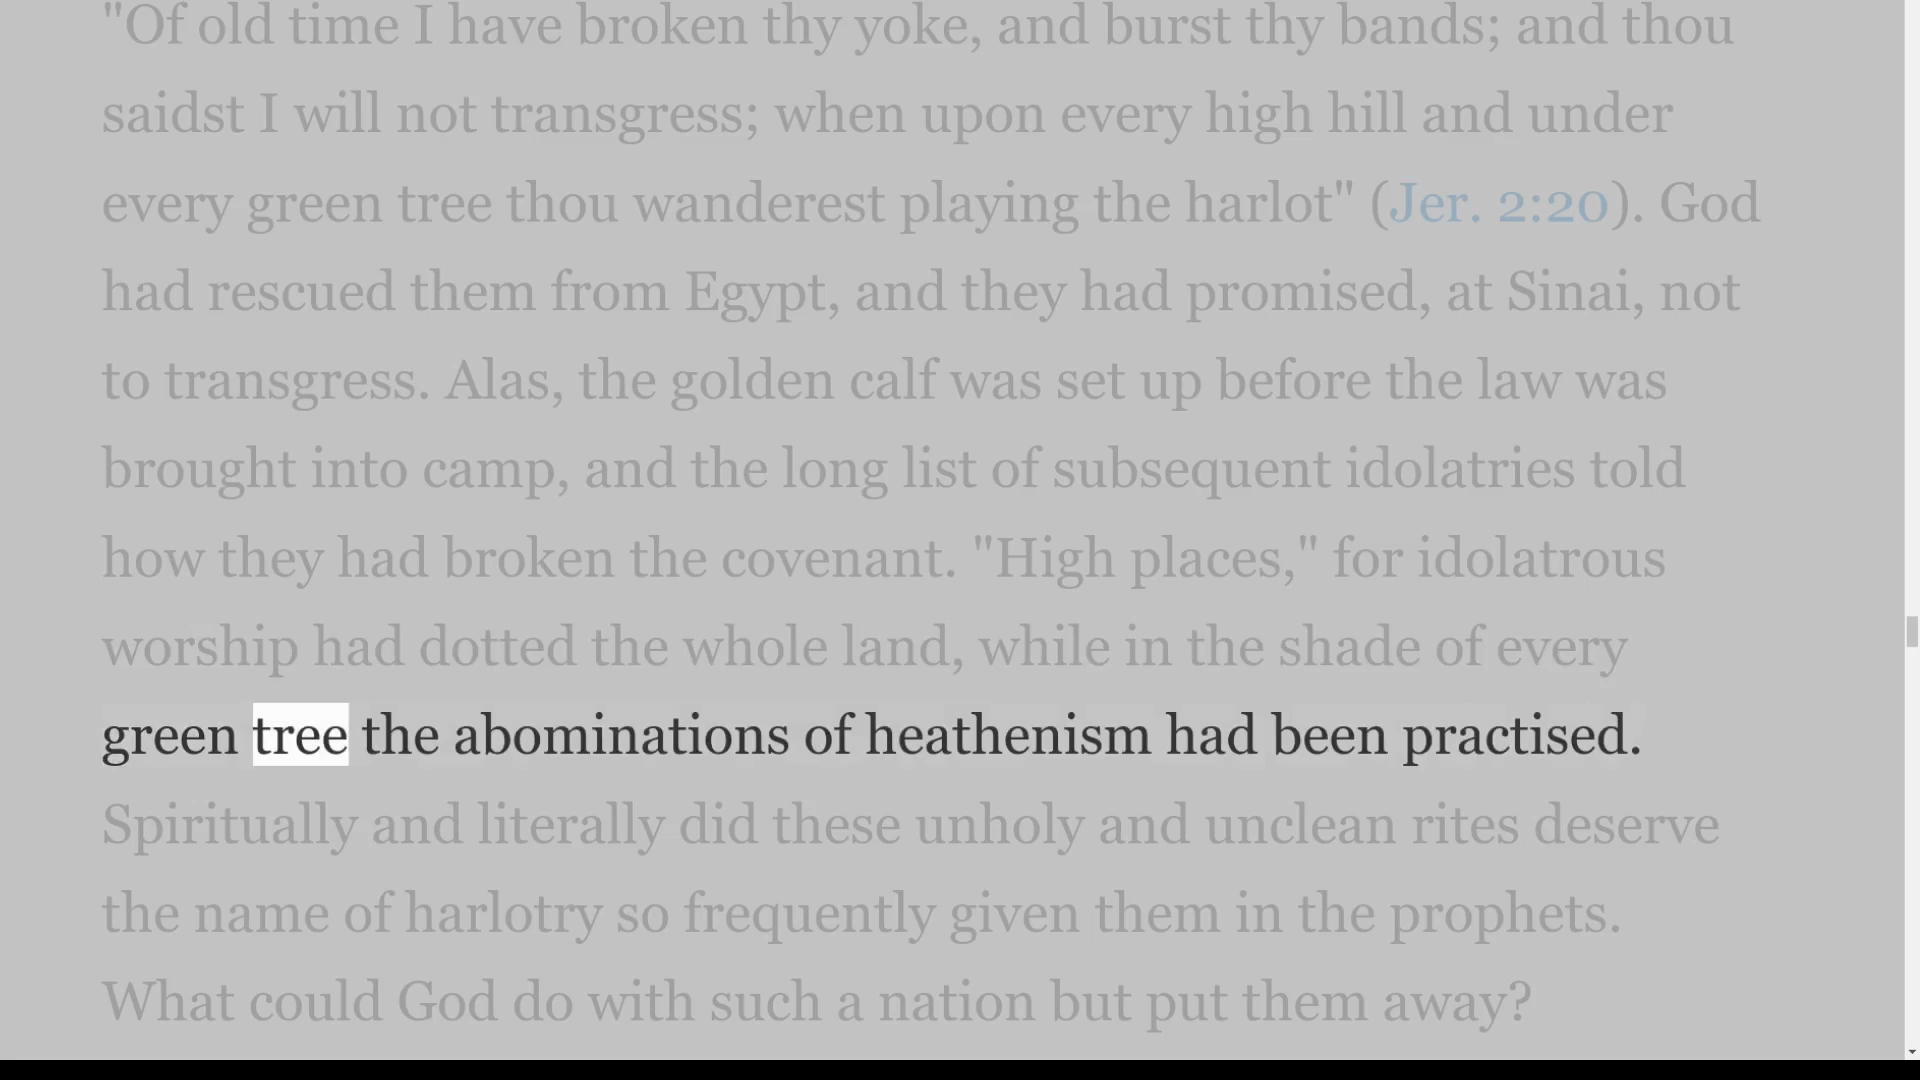 "Of old time I have broken thy yoke, and burst thy bands; and thou
saidst I will not transgress; when upon every high hill and under
every green tree thou wanderest playing the harlot" (Jer. 2:20). God
had rescued them from Egypt, and they had promised, at Sinai, not
to transgress. Alas, the golden calf was set up before the law was
brought into camp, and the long list of subsequent idolatries told
how they had broken the covenant. "High places," for idolatrous
worship had dotted the whole land, while in the shade of every
green tree the abominations of heathenism had been practised.
Spiritually and literally did these unholy and unclean rites deserve
the name of harlotry so frequently given them in the prophets.
What could God do with such a nation but put them away?